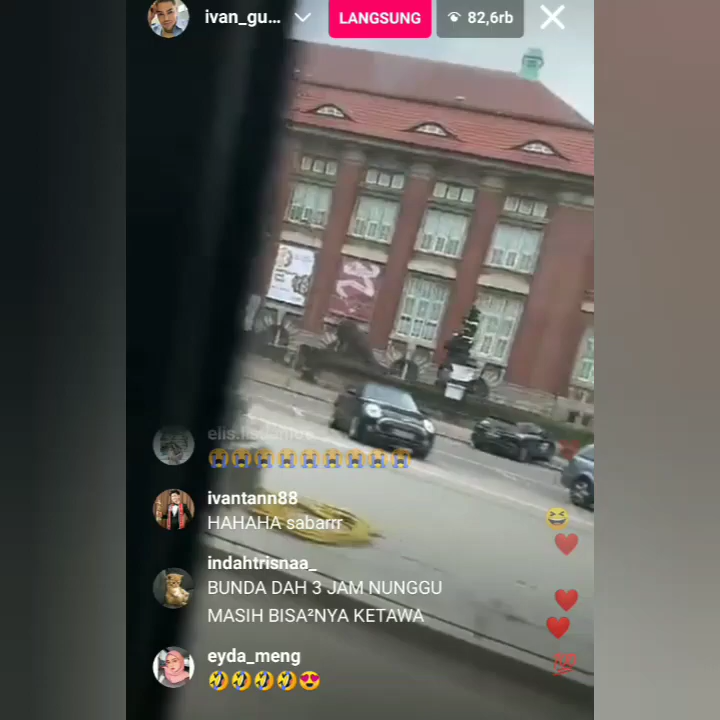 ivan_gu...
LANGSUNG
82,6rb
😭😭😭😭😭😭😭😭😭
ivantann88
HAHAHA sabarrr
indahtrisnaa_
BUNDA DAH 3 JAM NUNGGU
MASIH BISA²NYA KETAWA
eyda_meng
🤣🤣🤣🤣😍